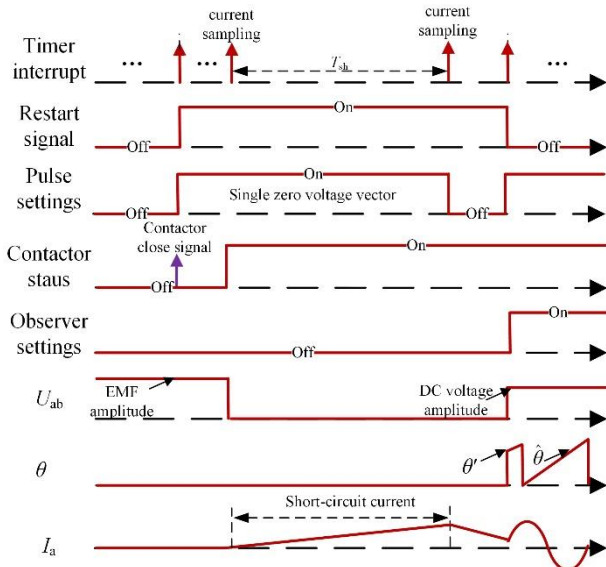 current
sampling
current
sampling
Timer
interrupt
...
...
T_sh
...
Restart
signal
Off
On
Off
Pulse
settings
Off
On
Single zero voltage vector
Off
Contactor
close signal
Contactor
staus
Off
On
Observer
settings
Off
On
U_ab
EMF
amplitude
DC voltage
amplitude
θ
θ′
θ̂
Short-circuit current
I_a